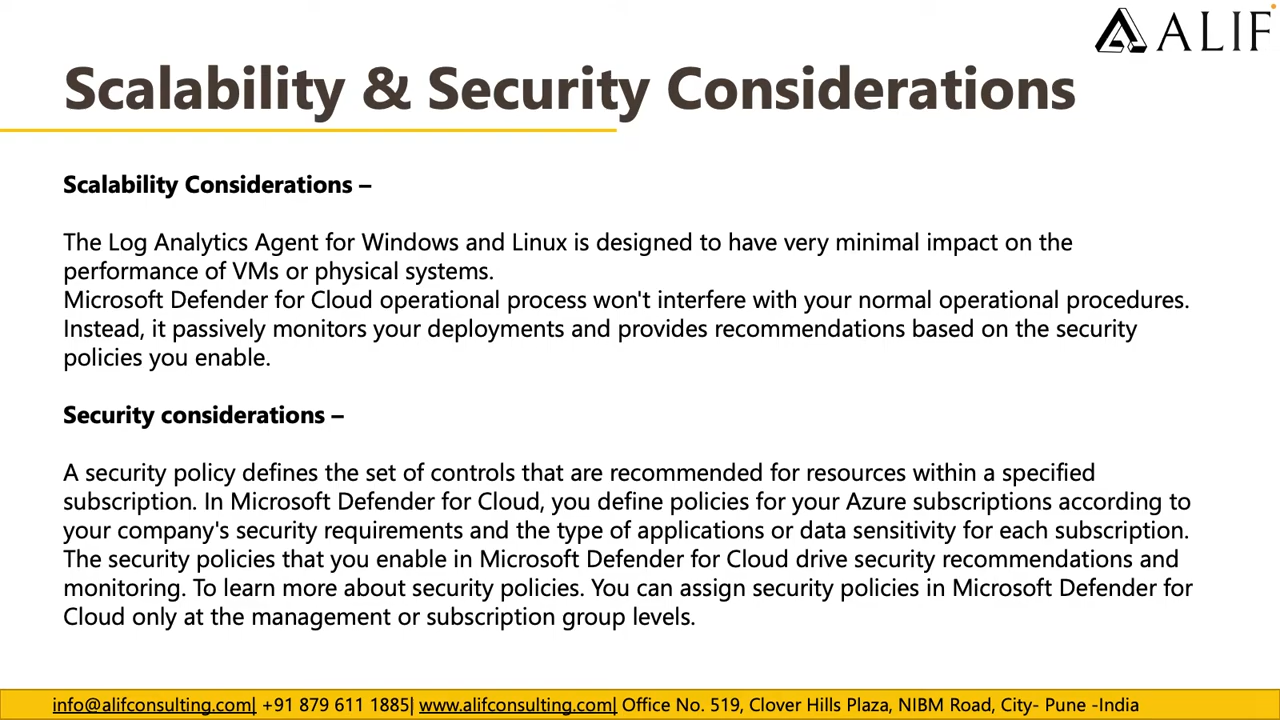 ALIF
Scalability & Security Considerations
Scalability Considerations –
The Log Analytics Agent for Windows and Linux is designed to have very minimal impact on the
performance of VMs or physical systems.
Microsoft Defender for Cloud operational process won't interfere with your normal operational procedures.
Instead, it passively monitors your deployments and provides recommendations based on the security
policies you enable.
Security considerations –
A security policy defines the set of controls that are recommended for resources within a specified
subscription. In Microsoft Defender for Cloud, you define policies for your Azure subscriptions according to
your company's security requirements and the type of applications or data sensitivity for each subscription.
The security policies that you enable in Microsoft Defender for Cloud drive security recommendations and
monitoring. To learn more about security policies. You can assign security policies in Microsoft Defender for
Cloud only at the management or subscription group levels.
info@alifconsulting.com| +91 879 611 1885| www.alifconsulting.com| Office No. 519, Clover Hills Plaza, NIBM Road, City- Pune -India